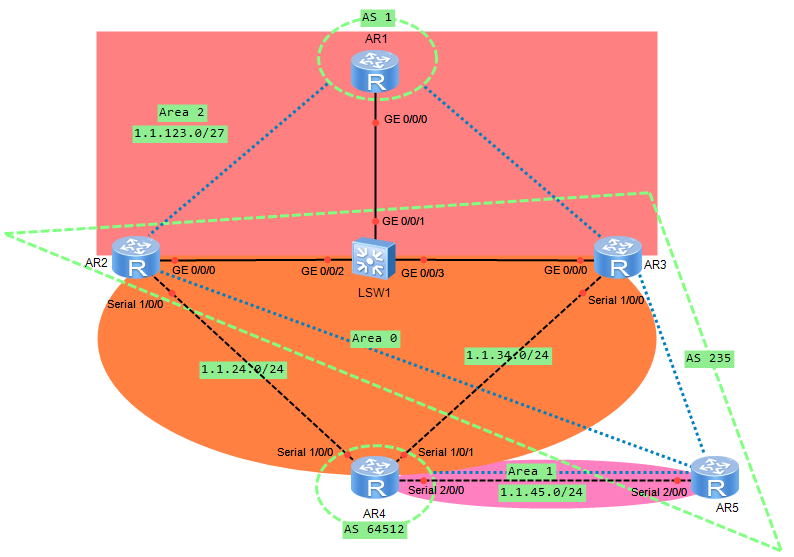 AS 1
AR1
R
Area 2
1.1.123.0/27
GE 0/0/0
GE 0/0/1
AR2
R
GE 0/0/0
GE 0/0/2
LSW1
GE 0/0/3
GE 0/0/0
R
AR3
Serial 1/0/0
Serial 1/0/0
Area 0
1.1.24.0/24
1.1.34.0/24
AS 235
Serial 1/0/0
Serial 1/0/1
R
AR4
AS 64512
Area 1
Serial 2/0/0
1.1.45.0/24
Serial 2/0/0
R
AR5